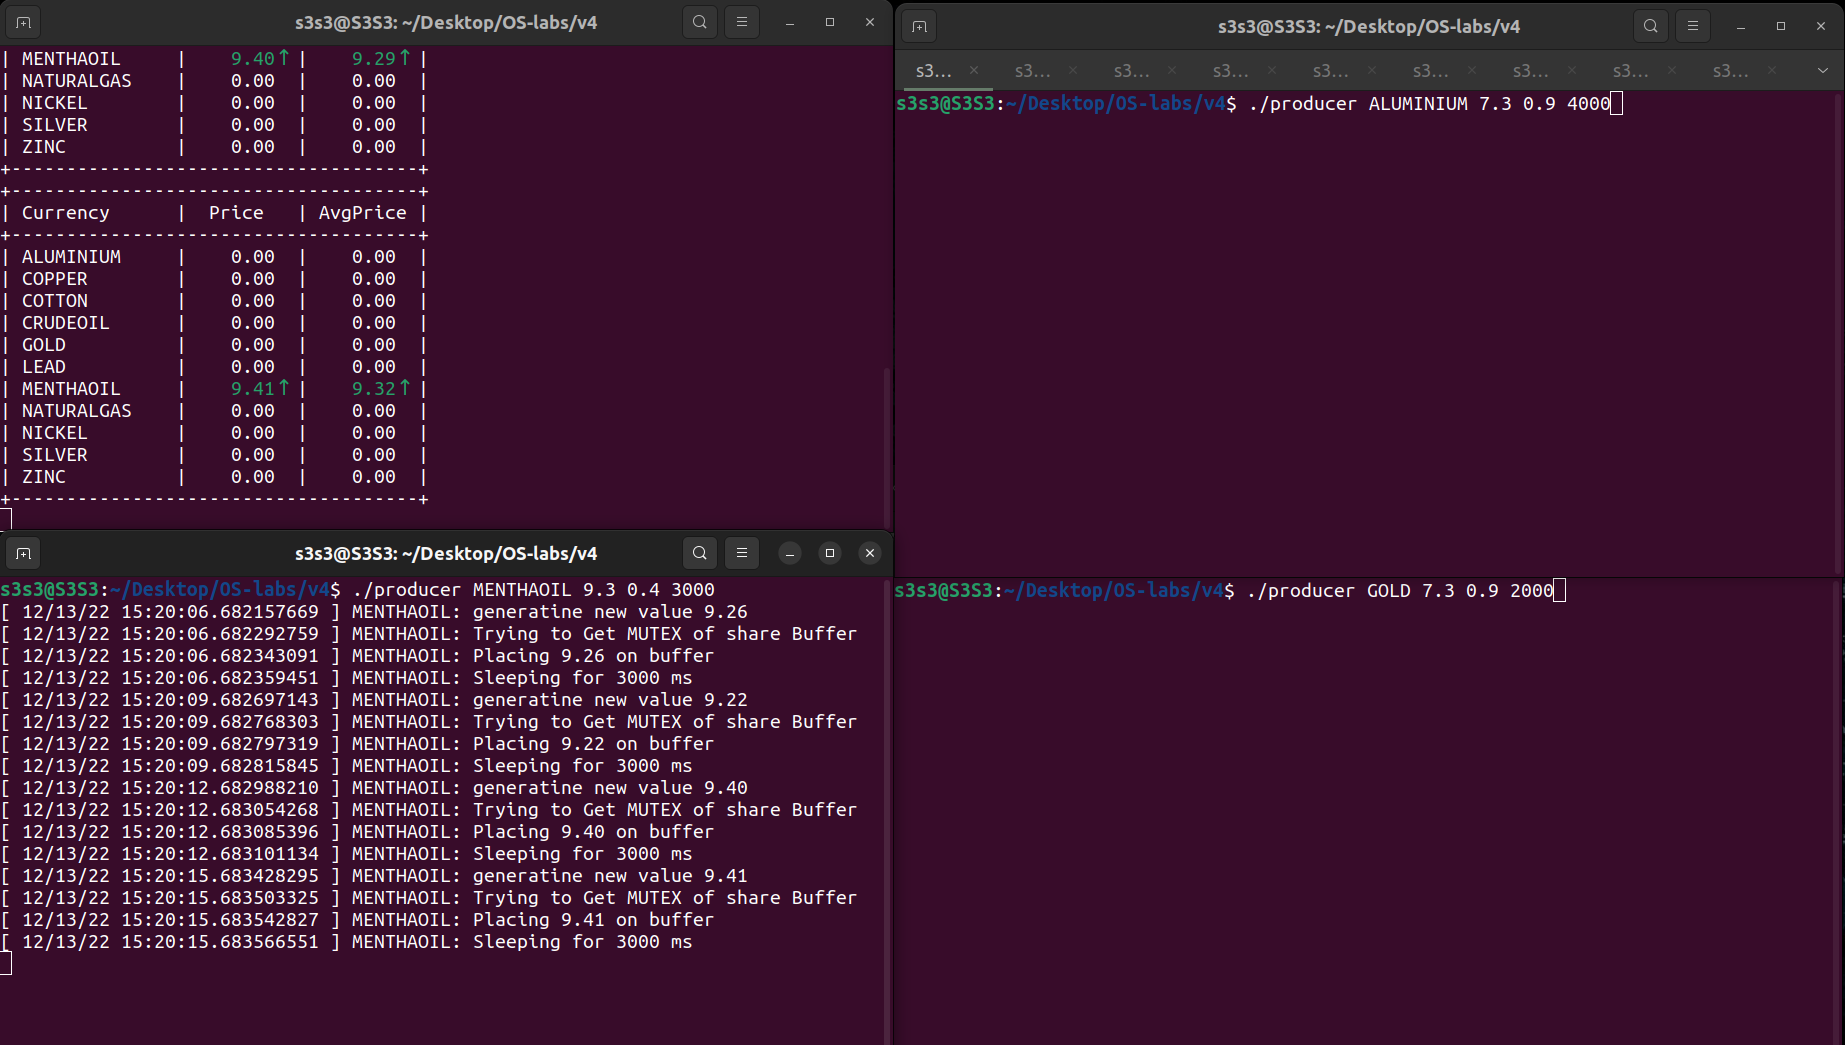 s3s3@S3S3: ~/Desktop/OS-labs/v4
| MENTHAOIL | 9.40↑ | 9.29↑ |
| NATURALGAS | 0.00 | 0.00 |
| NICKEL | 0.00 | 0.00 |
| SILVER | 0.00 | 0.00 |
| ZINC | 0.00 | 0.00 |
+-------------------------------------+
+-------------------------------------+
| Currency | Price | AvgPrice |
+-------------------------------------+
| ALUMINIUM | 0.00 | 0.00 |
| COPPER | 0.00 | 0.00 |
| COTTON | 0.00 | 0.00 |
| CRUDEOIL | 0.00 | 0.00 |
| GOLD | 0.00 | 0.00 |
| LEAD | 0.00 | 0.00 |
| MENTHAOIL | 9.41↑ | 9.32↑ |
| NATURALGAS | 0.00 | 0.00 |
| NICKEL | 0.00 | 0.00 |
| SILVER | 0.00 | 0.00 |
| ZINC | 0.00 | 0.00 |
+-------------------------------------+
s3s3@S3S3: ~/Desktop/OS-labs/v4
s3s3@S3S3:~/Desktop/OS-labs/v4$ ./producer MENTHAOIL 9.3 0.4 3000
[ 12/13/22 15:20:06.682157669 ] MENTHAOIL: generatine new value 9.26
[ 12/13/22 15:20:06.682292759 ] MENTHAOIL: Trying to Get MUTEX of share Buffer
[ 12/13/22 15:20:06.682343091 ] MENTHAOIL: Placing 9.26 on buffer
[ 12/13/22 15:20:06.682359451 ] MENTHAOIL: Sleeping for 3000 ms
[ 12/13/22 15:20:09.682697143 ] MENTHAOIL: generatine new value 9.22
[ 12/13/22 15:20:09.682768303 ] MENTHAOIL: Trying to Get MUTEX of share Buffer
[ 12/13/22 15:20:09.682797319 ] MENTHAOIL: Placing 9.22 on buffer
[ 12/13/22 15:20:09.682815845 ] MENTHAOIL: Sleeping for 3000 ms
[ 12/13/22 15:20:12.682988210 ] MENTHAOIL: generatine new value 9.40
[ 12/13/22 15:20:12.683054268 ] MENTHAOIL: Trying to Get MUTEX of share Buffer
[ 12/13/22 15:20:12.683085396 ] MENTHAOIL: Placing 9.40 on buffer
[ 12/13/22 15:20:12.683101134 ] MENTHAOIL: Sleeping for 3000 ms
[ 12/13/22 15:20:15.683428295 ] MENTHAOIL: generatine new value 9.41
[ 12/13/22 15:20:15.683503325 ] MENTHAOIL: Trying to Get MUTEX of share Buffer
[ 12/13/22 15:20:15.683542827 ] MENTHAOIL: Placing 9.41 on buffer
[ 12/13/22 15:20:15.683566551 ] MENTHAOIL: Sleeping for 3000 ms
s3s3@S3S3: ~/Desktop/OS-labs/v4
s3... s3... s3... s3... s3... s3... s3... s3... s3...
s3s3@S3S3:~/Desktop/OS-labs/v4$ ./producer ALUMINIUM 7.3 0.9 4000
s3s3@S3S3:~/Desktop/OS-labs/v4$ ./producer GOLD 7.3 0.9 2000